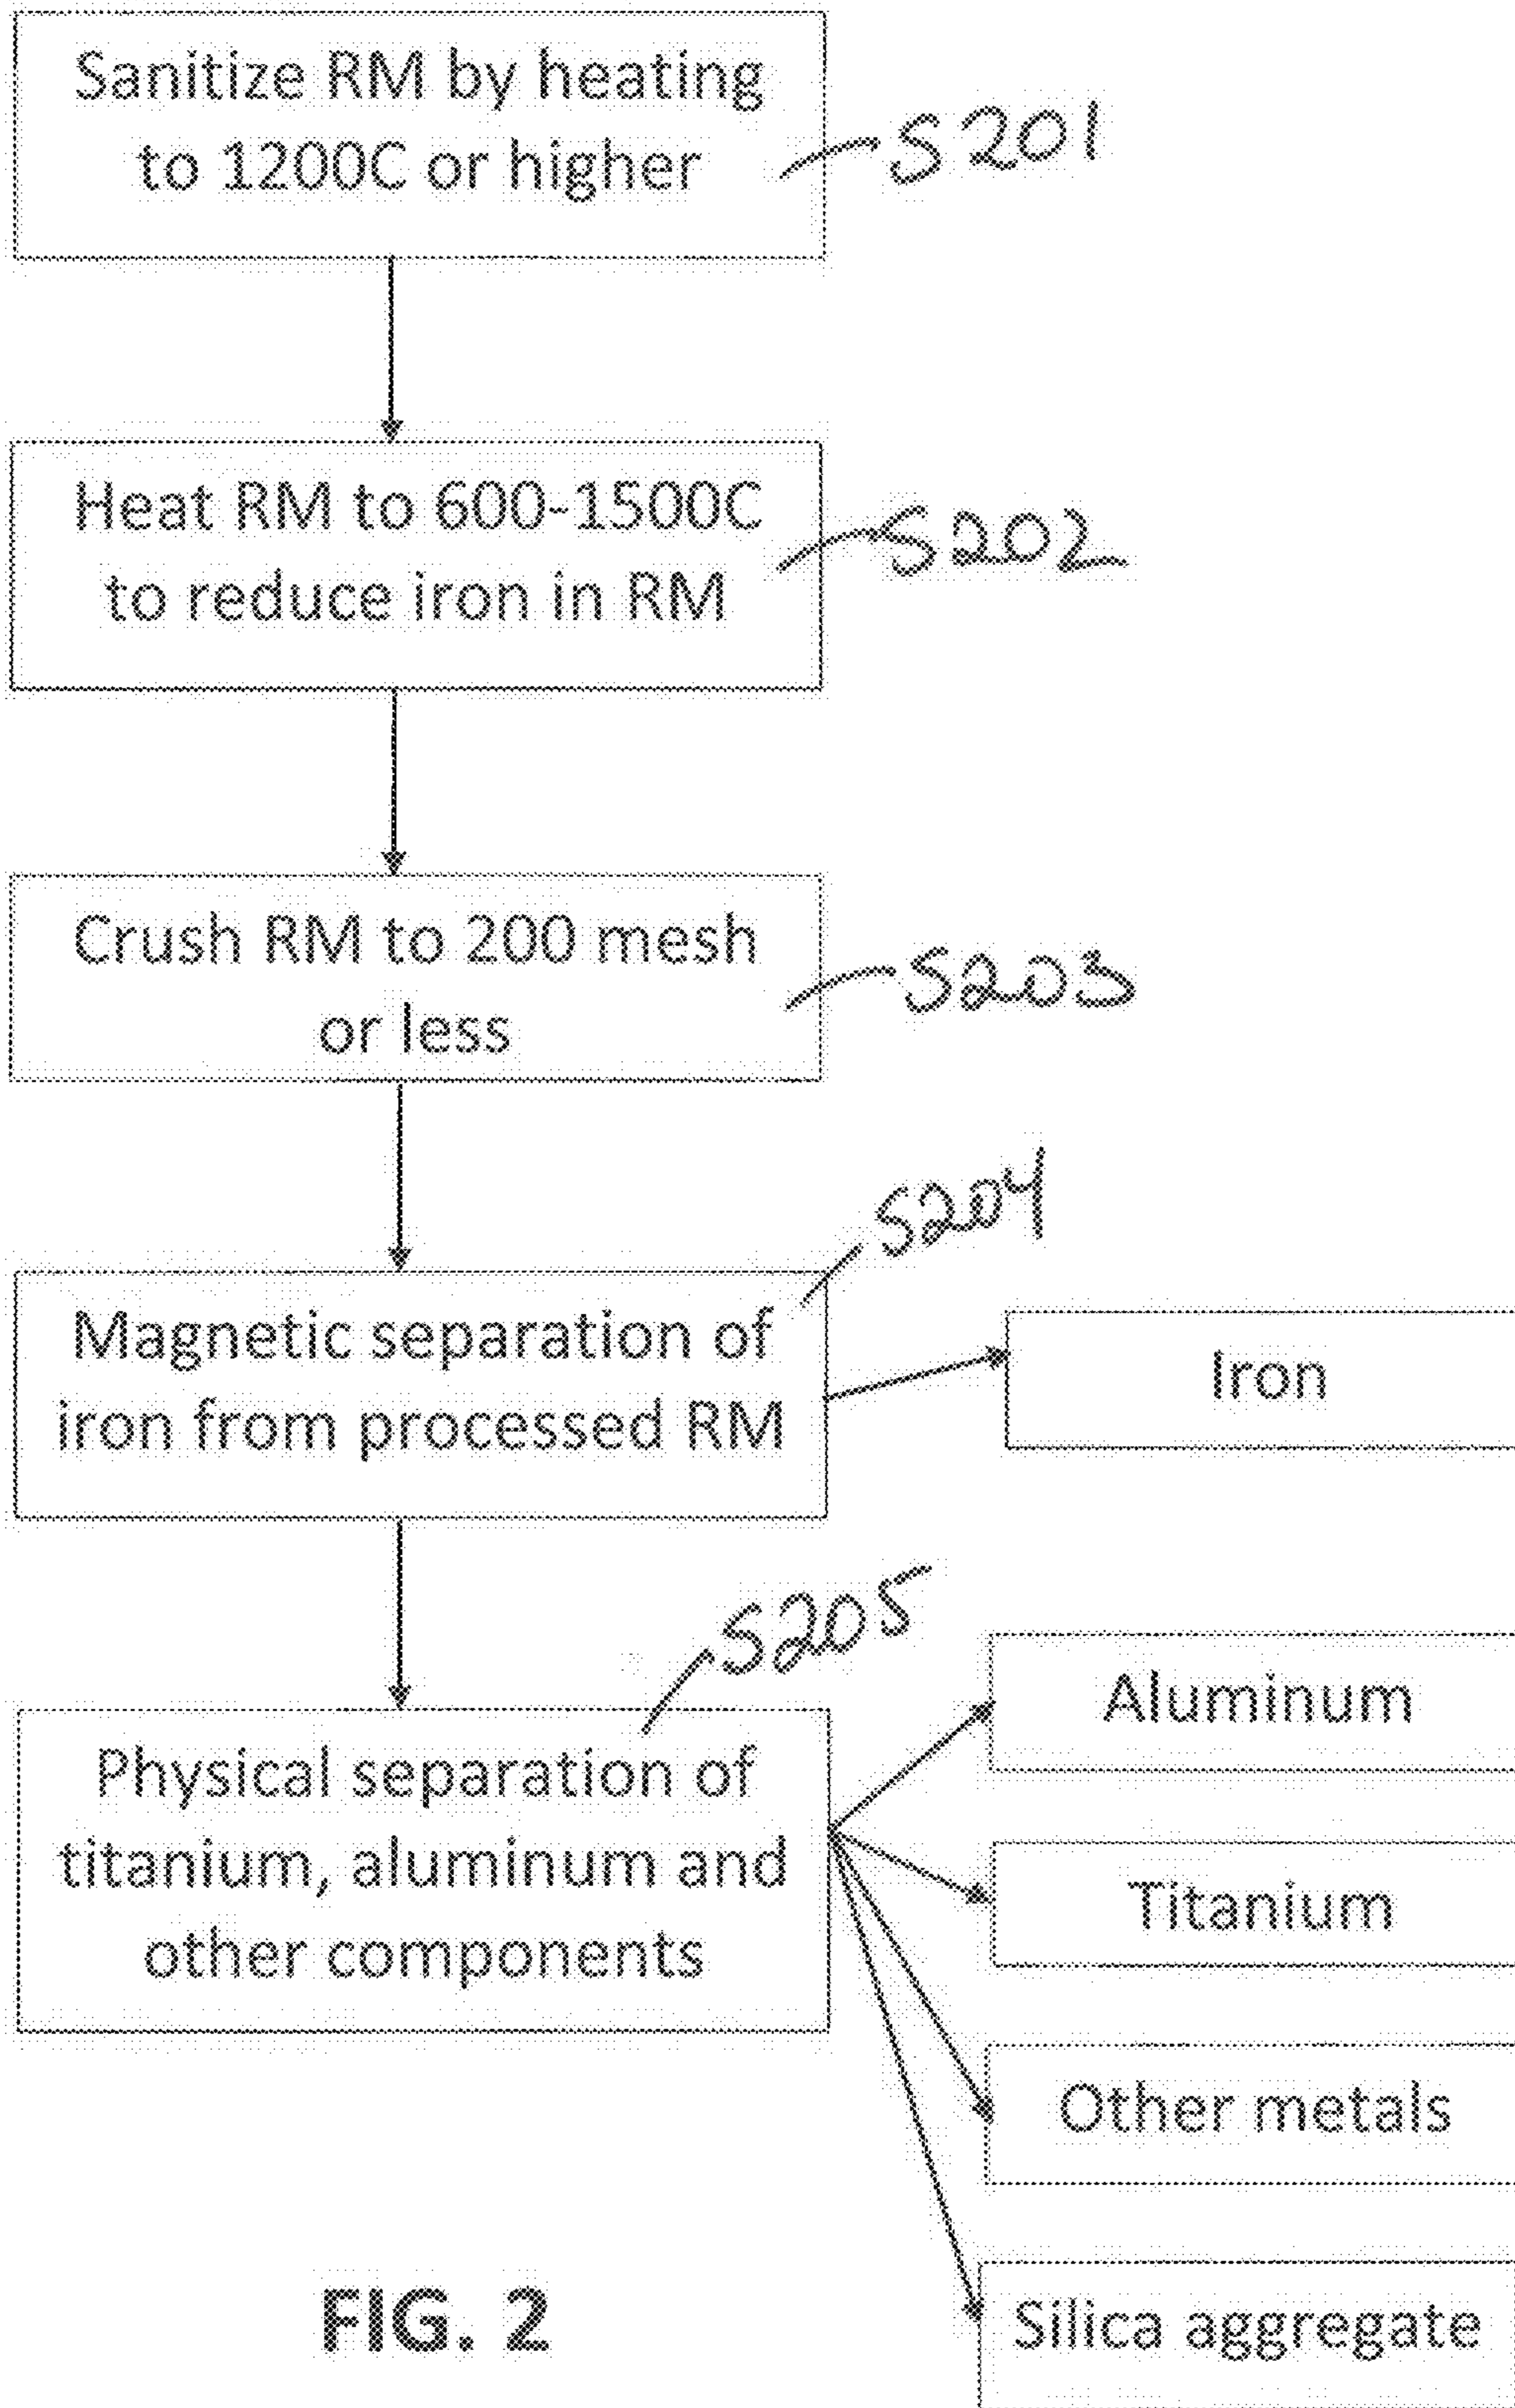 Sanitize RM by heating
to 1200C or higher
S201
Heat RM to 600-1500C
to reduce iron in RM
S202
Crush RM to 200 mesh
or less
S203
S204
Magnetic separation of
iron from processed RM
Iron
S205
Physical separation of
titanium, aluminum and
other components
Aluminum
Titanium
Other metals
Silica aggregate
FIG. 2